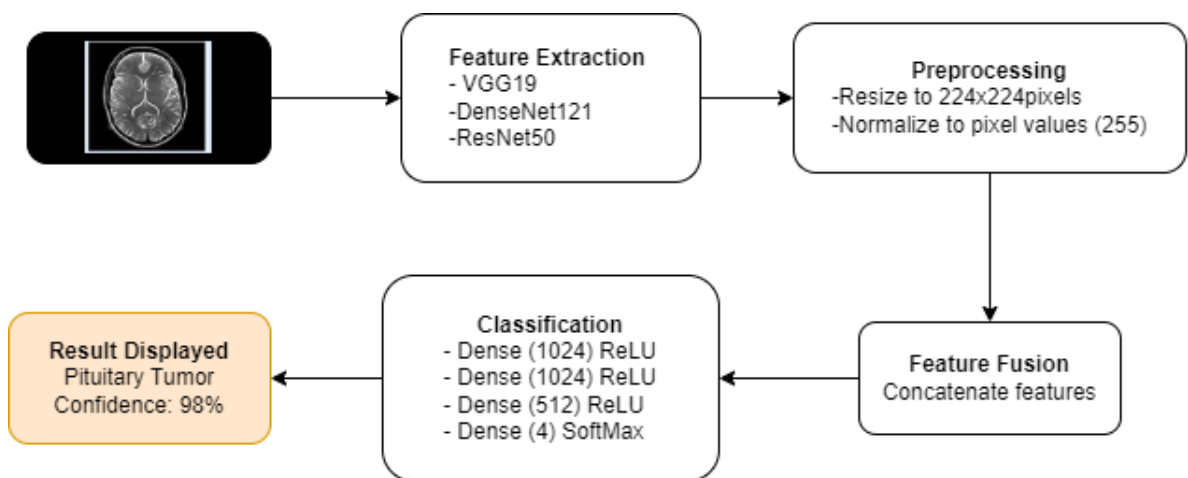 Feature Extraction
- VGG19
-DenseNet121
-ResNet50
Preprocessing
-Resize to 224x224pixels
-Normalize to pixel values (255)
Feature Fusion
Concatenate features
Classification
- Dense (1024) ReLU
- Dense (1024) ReLU
- Dense (512) ReLU
- Dense (4) SoftMax
Result Displayed
Pituitary Tumor
Confidence: 98%